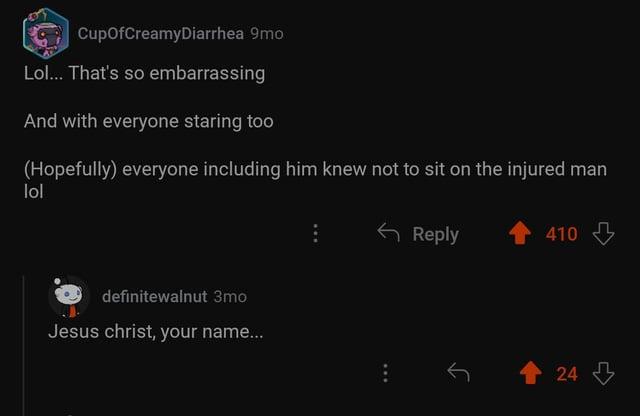 CupOfCreamyDiarrhea 9mo
Lol... That's so embarrassing
And with everyone staring too
(Hopefully) everyone including him knew not to sit on the injured man
lol
Reply 410
definitewalnut 3mo
Jesus christ, your name...
24